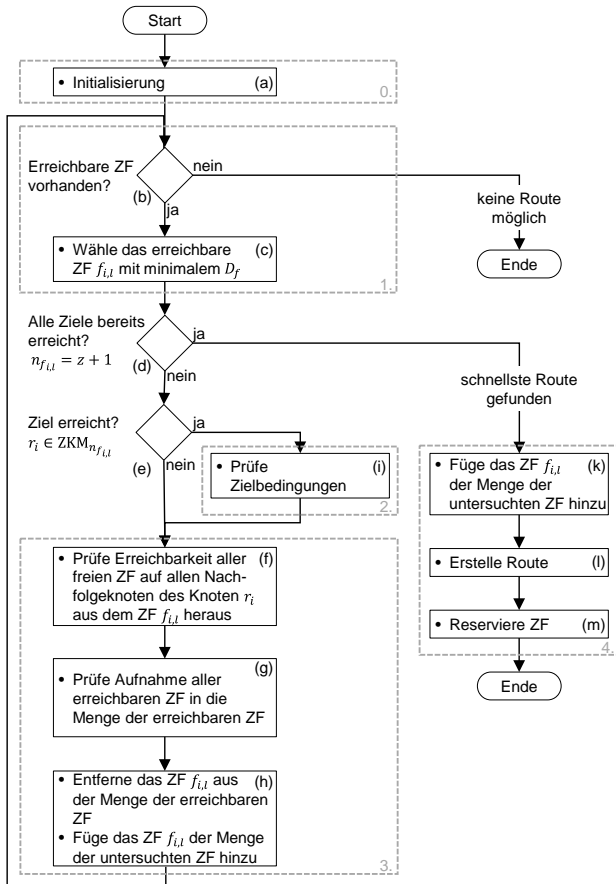 Start
• Initialisierung (a)
0.
Erreichbare ZF
vorhanden?
(b)
nein
ja
keine Route
möglich
Ende
• Wähle das erreichbare (c)
ZF f_{i,l} mit minimalem D_f
1.
Alle Ziele bereits
erreicht?
n_{f_{i,l}} = z + 1
(d)
ja
nein
schnellste Route
gefunden
Ziel erreicht?
r_i ∈ ZKM_{n_{f_{i,l}}}
(e)
ja
nein
• Prüfe (i)
Zielbedingungen
2.
• Füge das ZF f_{i,l} (k)
der Menge der
untersuchten ZF hinzu
• Erstelle Route (l)
• Reserviere ZF (m)
4.
Ende
• Prüfe Erreichbarkeit aller (f)
freien ZF auf allen Nach-
folgeknoten des Knoten r_i
aus dem ZF f_{i,l} heraus
(g)
• Prüfe Aufnahme aller
erreichbaren ZF in die
Menge der erreichbaren ZF
• Entferne das ZF f_{i,l} aus (h)
der Menge der erreichbaren
ZF
• Füge das ZF f_{i,l} der Menge
der untersuchten ZF hinzu
3.